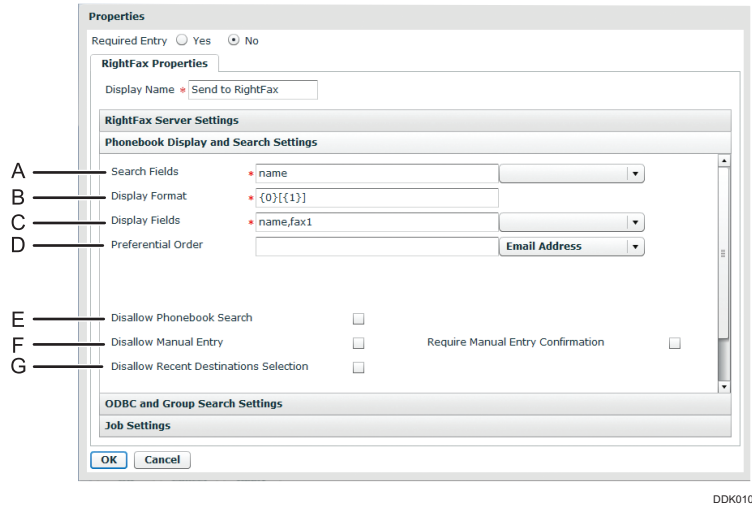 Properties
Required Entry Yes No
RightFax Properties
Display Name * Send to RightFax
RightFax Server Settings
Phonebook Display and Search Settings
A Search Fields * name
B Display Format * {0}[{1}]
C Display Fields * name,fax1
D Preferential Order Email Address
E Disallow Phonebook Search
F Disallow Manual Entry Require Manual Entry Confirmation
G Disallow Recent Destinations Selection
ODBC and Group Search Settings
Job Settings
OK Cancel
DDK010